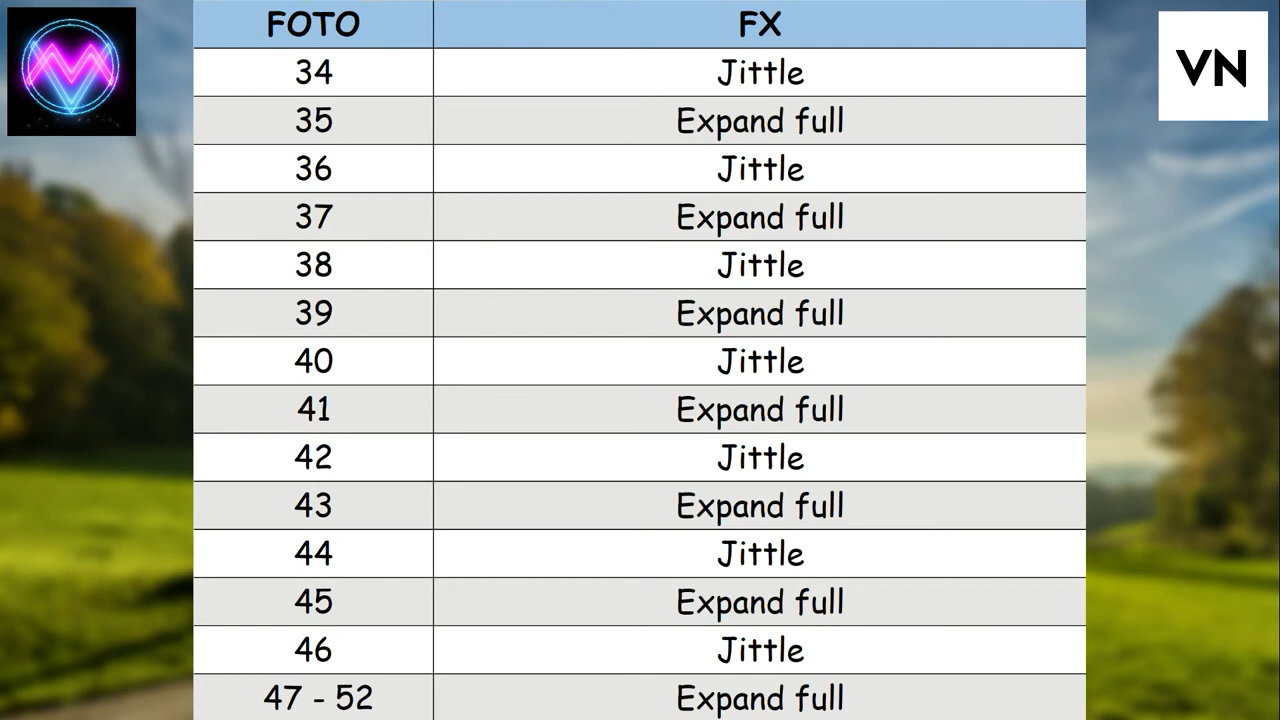 FOTO FX
34 Jittle
35 Expand full
36 Jittle
37 Expand full
38 Jittle
39 Expand full
40 Jittle
41 Expand full
42 Jittle
43 Expand full
44 Jittle
45 Expand full
46 Jittle
47 - 52 Expand full
VN